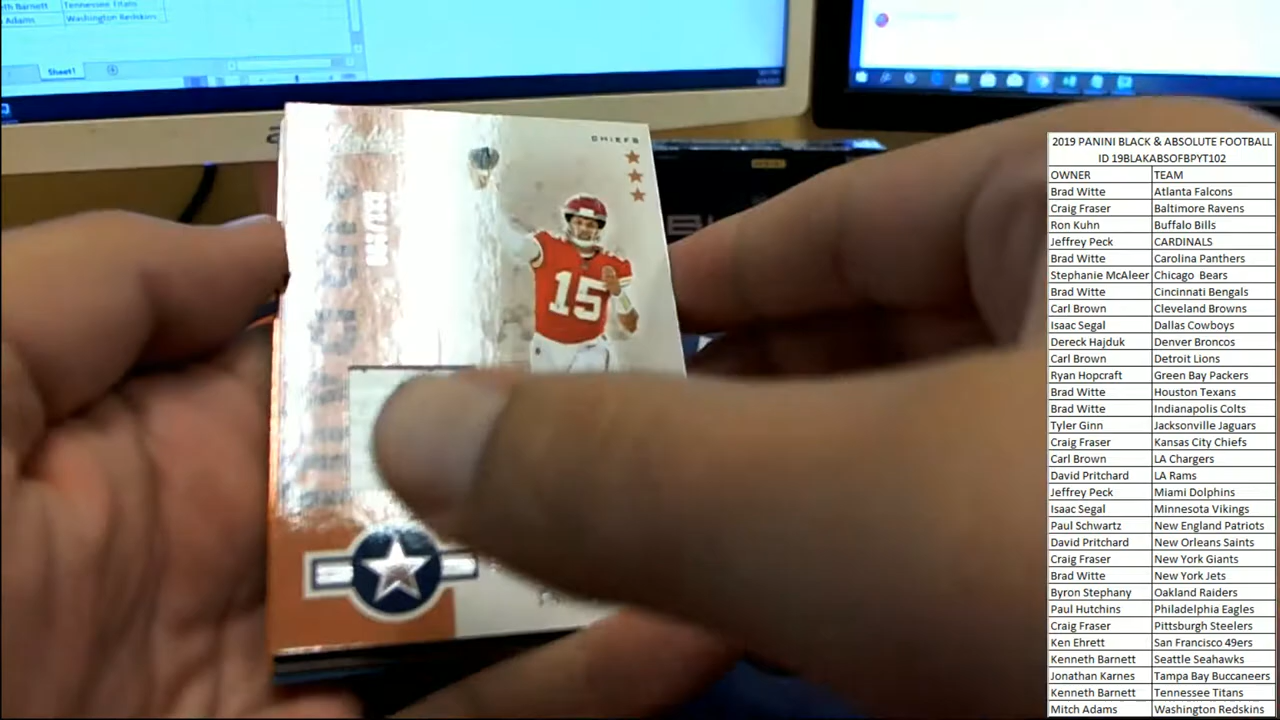 eth Barnett Tennessee Titans
Adams Washington Redskins
Sheet1
CHIEFS
15
2019 PANINI BLACK & ABSOLUTE FOOTBALL
ID 19BLAKABSOFBPYT102
OWNER TEAM
Brad Witte Atlanta Falcons
Craig Fraser Baltimore Ravens
Ron Kuhn Buffalo Bills
Jeffrey Peck CARDINALS
Brad Witte Carolina Panthers
Stephanie McAleer Chicago Bears
Brad Witte Cincinnati Bengals
Carl Brown Cleveland Browns
Isaac Segal Dallas Cowboys
Dereck Hajduk Denver Broncos
Carl Brown Detroit Lions
Ryan Hopcraft Green Bay Packers
Brad Witte Houston Texans
Brad Witte Indianapolis Colts
Tyler Ginn Jacksonville Jaguars
Craig Fraser Kansas City Chiefs
Carl Brown LA Chargers
David Pritchard LA Rams
Jeffrey Peck Miami Dolphins
Isaac Segal Minnesota Vikings
Paul Schwartz New England Patriots
David Pritchard New Orleans Saints
Craig Fraser New York Giants
Brad Witte New York Jets
Byron Stephany Oakland Raiders
Paul Hutchins Philadelphia Eagles
Craig Fraser Pittsburgh Steelers
Ken Ehrett San Francisco 49ers
Kenneth Barnett Seattle Seahawks
Jonathan Karnes Tampa Bay Buccaneers
Kenneth Barnett Tennessee Titans
Mitch Adams Washington Redskins